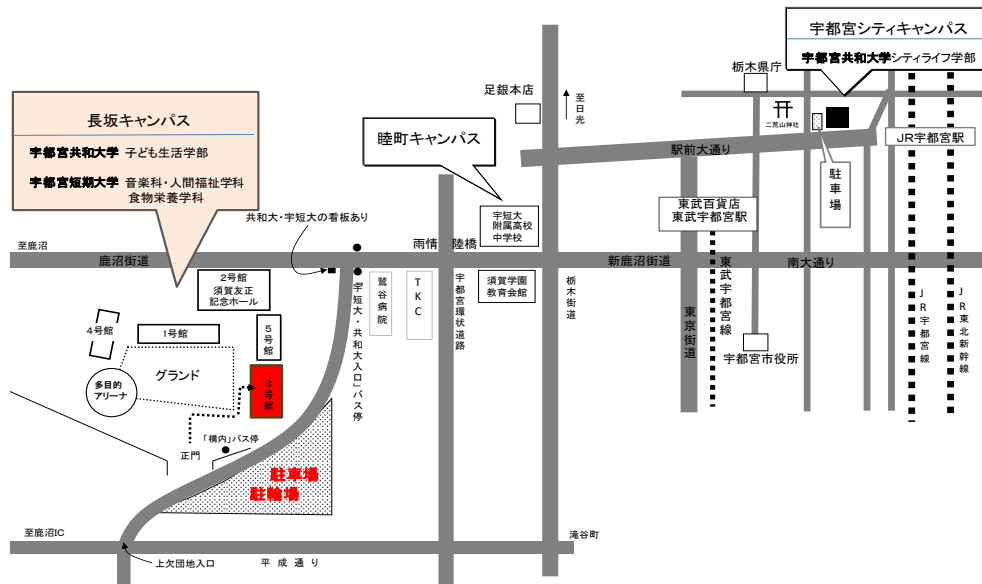 宇都宮シティキャンパス
宇都宮共和大学シティライフ学部
栃木県庁
足銀本店
至日光
二荒山神社
JR宇都宮駅
駅前大通り
駐車場
長坂キャンパス
宇都宮共和大学 子ども生活学部
宇都宮短期大学 音楽科・人間福祉学科
食物栄養学科
睦町キャンパス
東武百貨店
東武宇都宮駅
共和大・宇短大の看板あり
宇短大
附属高校
中学校
至鹿沼
雨情 陸橋
鹿沼街道
新鹿沼街道
南大通り
2号館
須賀友正
記念ホール
「宇短大・共和大入口」バス停
鷲谷病院
TKC
宇都宮環状道路
須賀学園
教育会館
栃木街道
東京街道
東武宇都宮線
宇都宮市役所
JR宇都宮線
JR東北新幹線
4号館
1号館
5号館
グランド
多目的
アリーナ
3号館
「構内」バス停
正門
駐車場
駐輪場
至鹿沼IC
滝谷町
上欠団地入口
平成通り